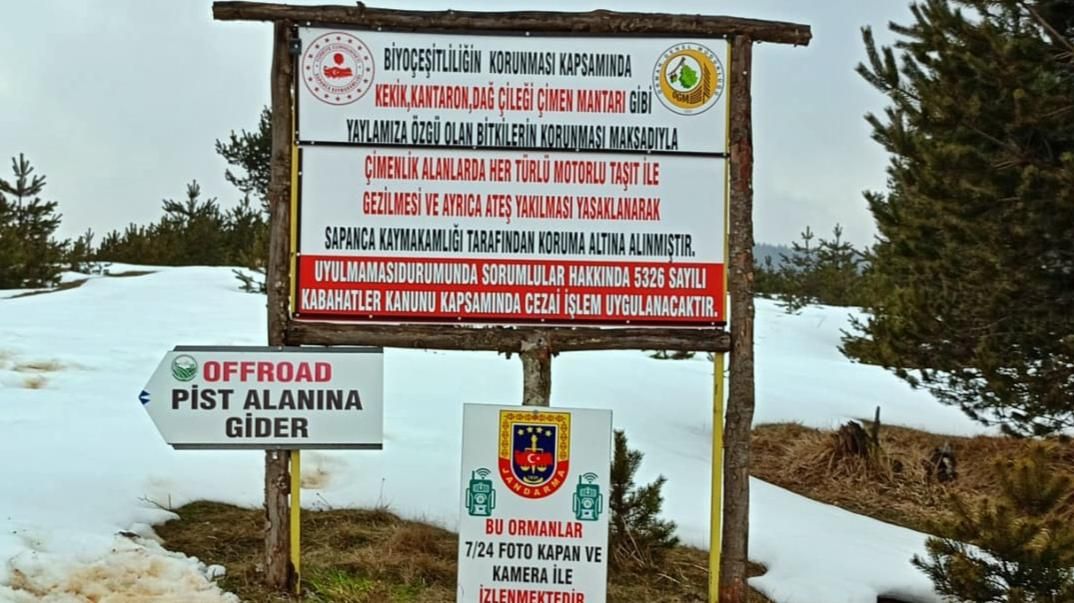 BİYOÇEŞİTLİLİĞİN KORUNMASI KAPSAMINDA
KEKİK,KANTARON,DAĞ ÇİLEĞİ ÇİMEN MANTARI GİBİ
YAYLAMIZA ÖZGÜ OLAN BİTKİLERİN KORUNMASI MAKSADIYLA
ÇİMENLİK ALANLARDA HER TÜRLÜ MOTORLU TAŞIT İLE
GEZİLMESİ VE AYRICA ATEŞ YAKILMASI YASAKLANARAK
SAPANCA KAYMAKAMLIĞI TARAFINDAN KORUMA ALTINA ALINMIŞTIR.
UYULMAMASIDURUMUNDA SORUMLULAR HAKKINDA 5326 SAYILI
KABAHATLER KANUNU KAPSAMINDA CEZAİ İŞLEM UYGULANACAKTIR.
OGM
OFFROAD
PİST ALANINA
GİDER
JANDARMA
BU ORMANLAR
7/24 FOTO KAPAN VE
KAMERA İLE
İZLENMEKTEDİR